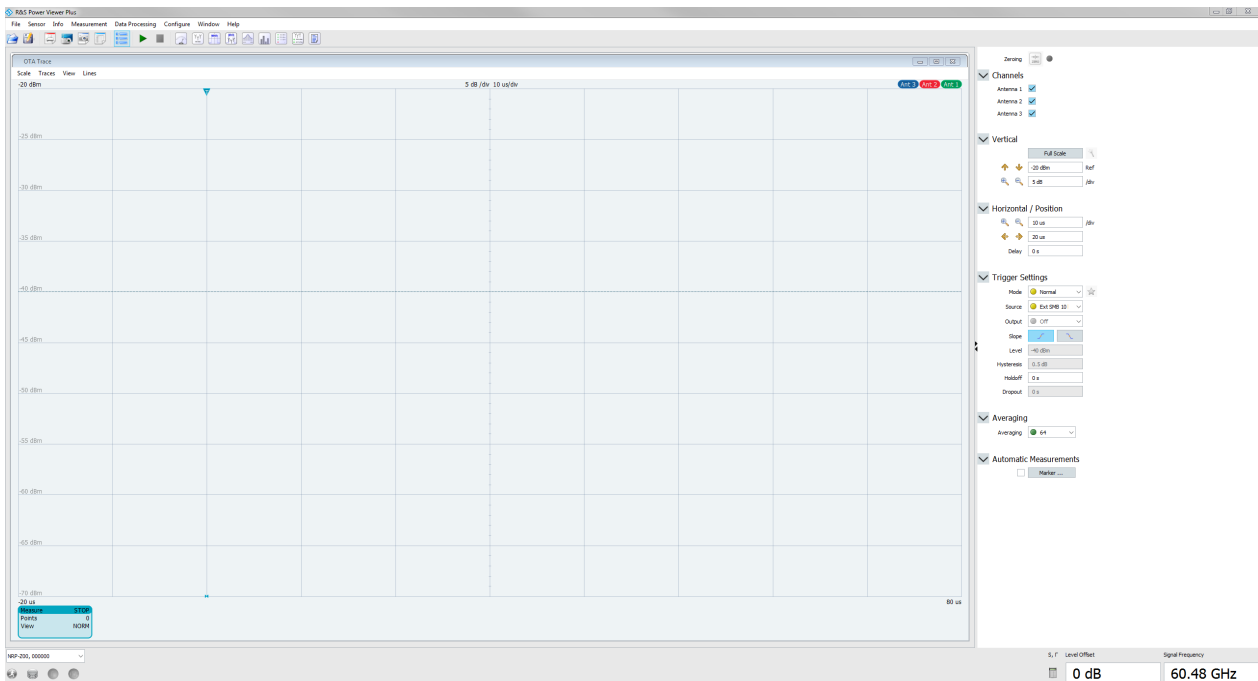 R&S Power Viewer Plus
File Sensor Info Measurement Data Processing Configure Window Help
OTA Trace
Scale Traces View Lines
-20 dBm 5 dB /div 10 us/div Ant 3 Ant 2 Ant 1
-25 dBm
-30 dBm
-35 dBm
-40 dBm
-45 dBm
-50 dBm
-55 dBm
-60 dBm
-65 dBm
-70 dBm
-20 us 80 us
Measure STOP
Points 0
View NORM
Zeroing
Channels
Antenna 1
Antenna 2
Antenna 3
Vertical
Full Scale
-20 dBm Ref
5 dB /div
Horizontal / Position
10 us /div
20 us
Delay 0 s
Trigger Settings
Mode Normal
Source Ext SMB 10
Output Off
Slope
Level -40 dBm
Hysteresis 0.5 dB
Holdoff 0 s
Dropout 0 s
Averaging
Averaging 64
Automatic Measurements
Marker ...
NRP-Z00, 000000
S, Γ Level Offset Signal Frequency
0 dB 60.48 GHz